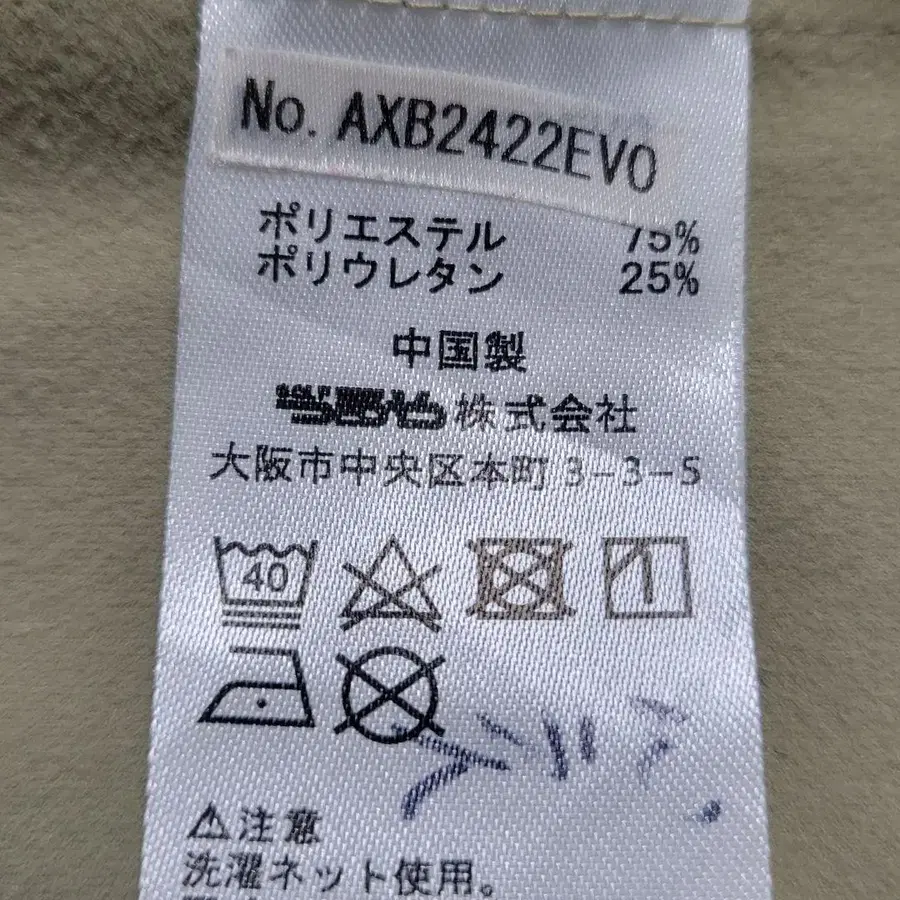 No. AXB2422EVO
ポリエステル 75%
ポリウレタン 25%
中国製
株式会社
大阪市中央区本町 3-3-5
40
⚠注意
洗濯ネット使用。